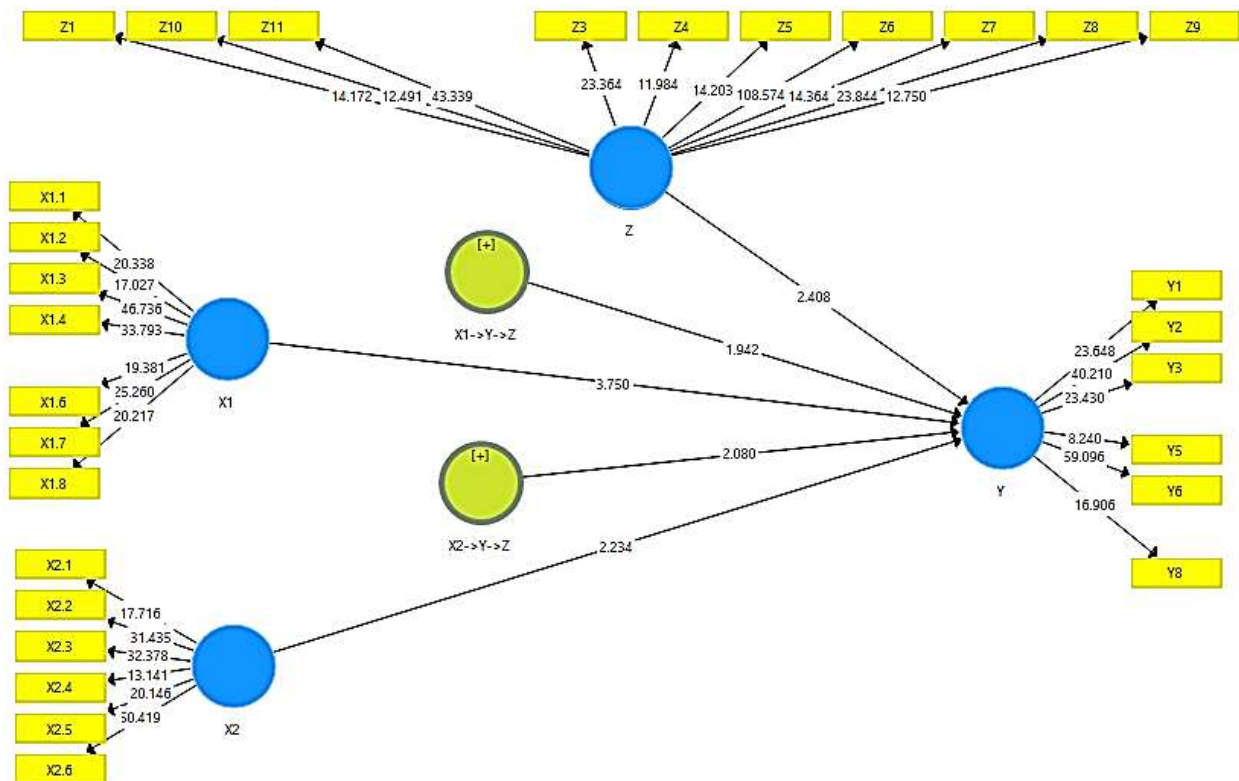 Z1
Z10
Z11
Z3
Z4
Z5
Z6
Z7
Z8
Z9
14.172
12.491
43.339
23.364
11.984
14.203
108.574
14.364
23.844
12.750
Z
X1.1
X1.2
X1.3
X1.4
X1.6
X1.7
X1.8
20.338
17.027
46.736
33.793
19.381
25.260
20.217
X1
[+]
X1->Y->Z
2.408
1.942
3.750
[+]
X2->Y->Z
2.080
2.234
Y
Y1
Y2
Y3
Y5
Y6
Y8
23.648
40.210
23.430
8.240
59.096
16.906
X2.1
X2.2
X2.3
X2.4
X2.5
X2.6
17.716
31.435
32.378
13.141
20.146
50.419
X2